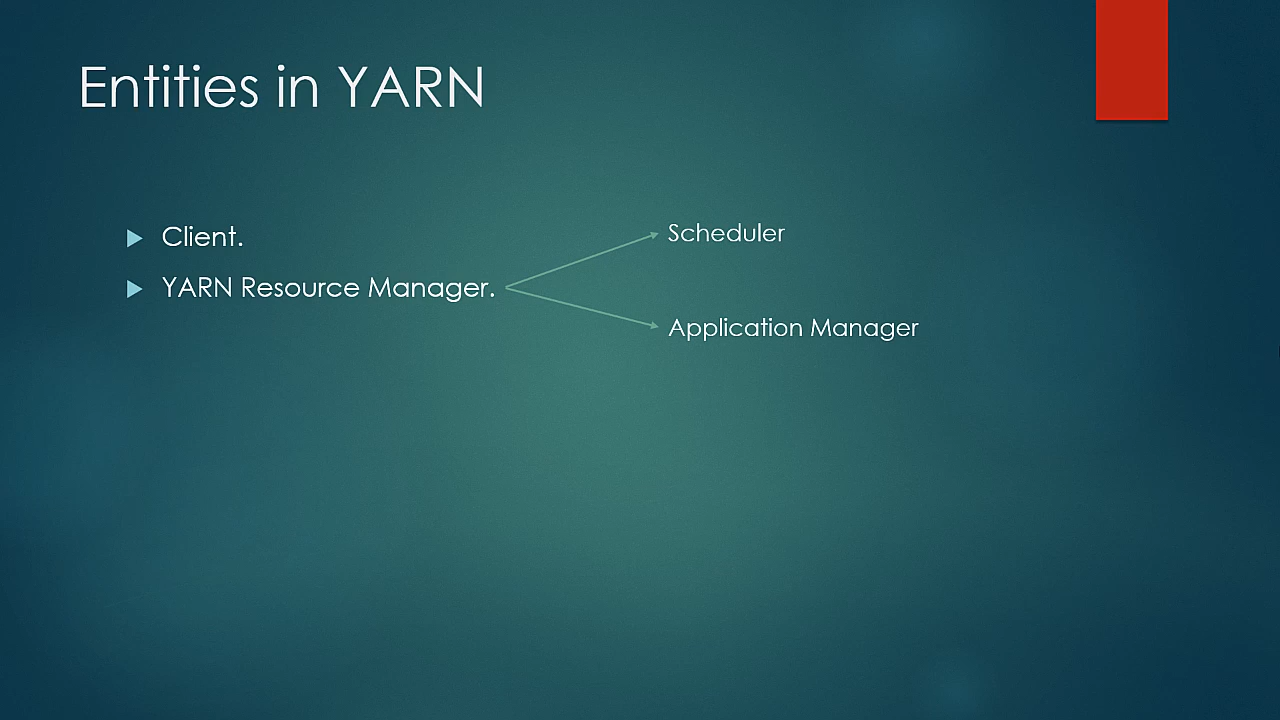 Entities in YARN
Client.
YARN Resource Manager.
Scheduler
Application Manager